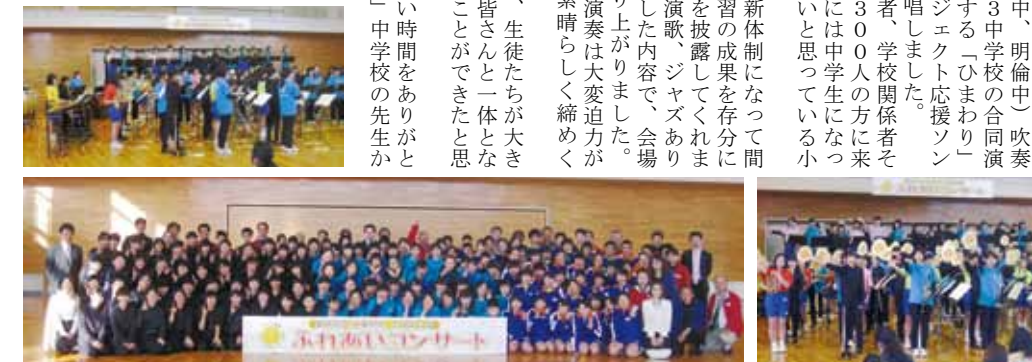 中、明倫中）吹奏
３中学校の合同演
する「ひまわり」
ジェクト応援ソン
唱しました。
者、学校関係者そ
３００人の方に来
には中学生になっ
いと思っている小
新体制になって間
習の成果を存分に
を披露してくれま
演歌、ジャズあり
した内容で、会場
り上がりました。
演奏は大変迫力が
素晴らしく締めく
、生徒たちが大き
皆さんと一体とな
ことができたと思
い時間をありがと
」中学校の先生か
ふれあいコンサート